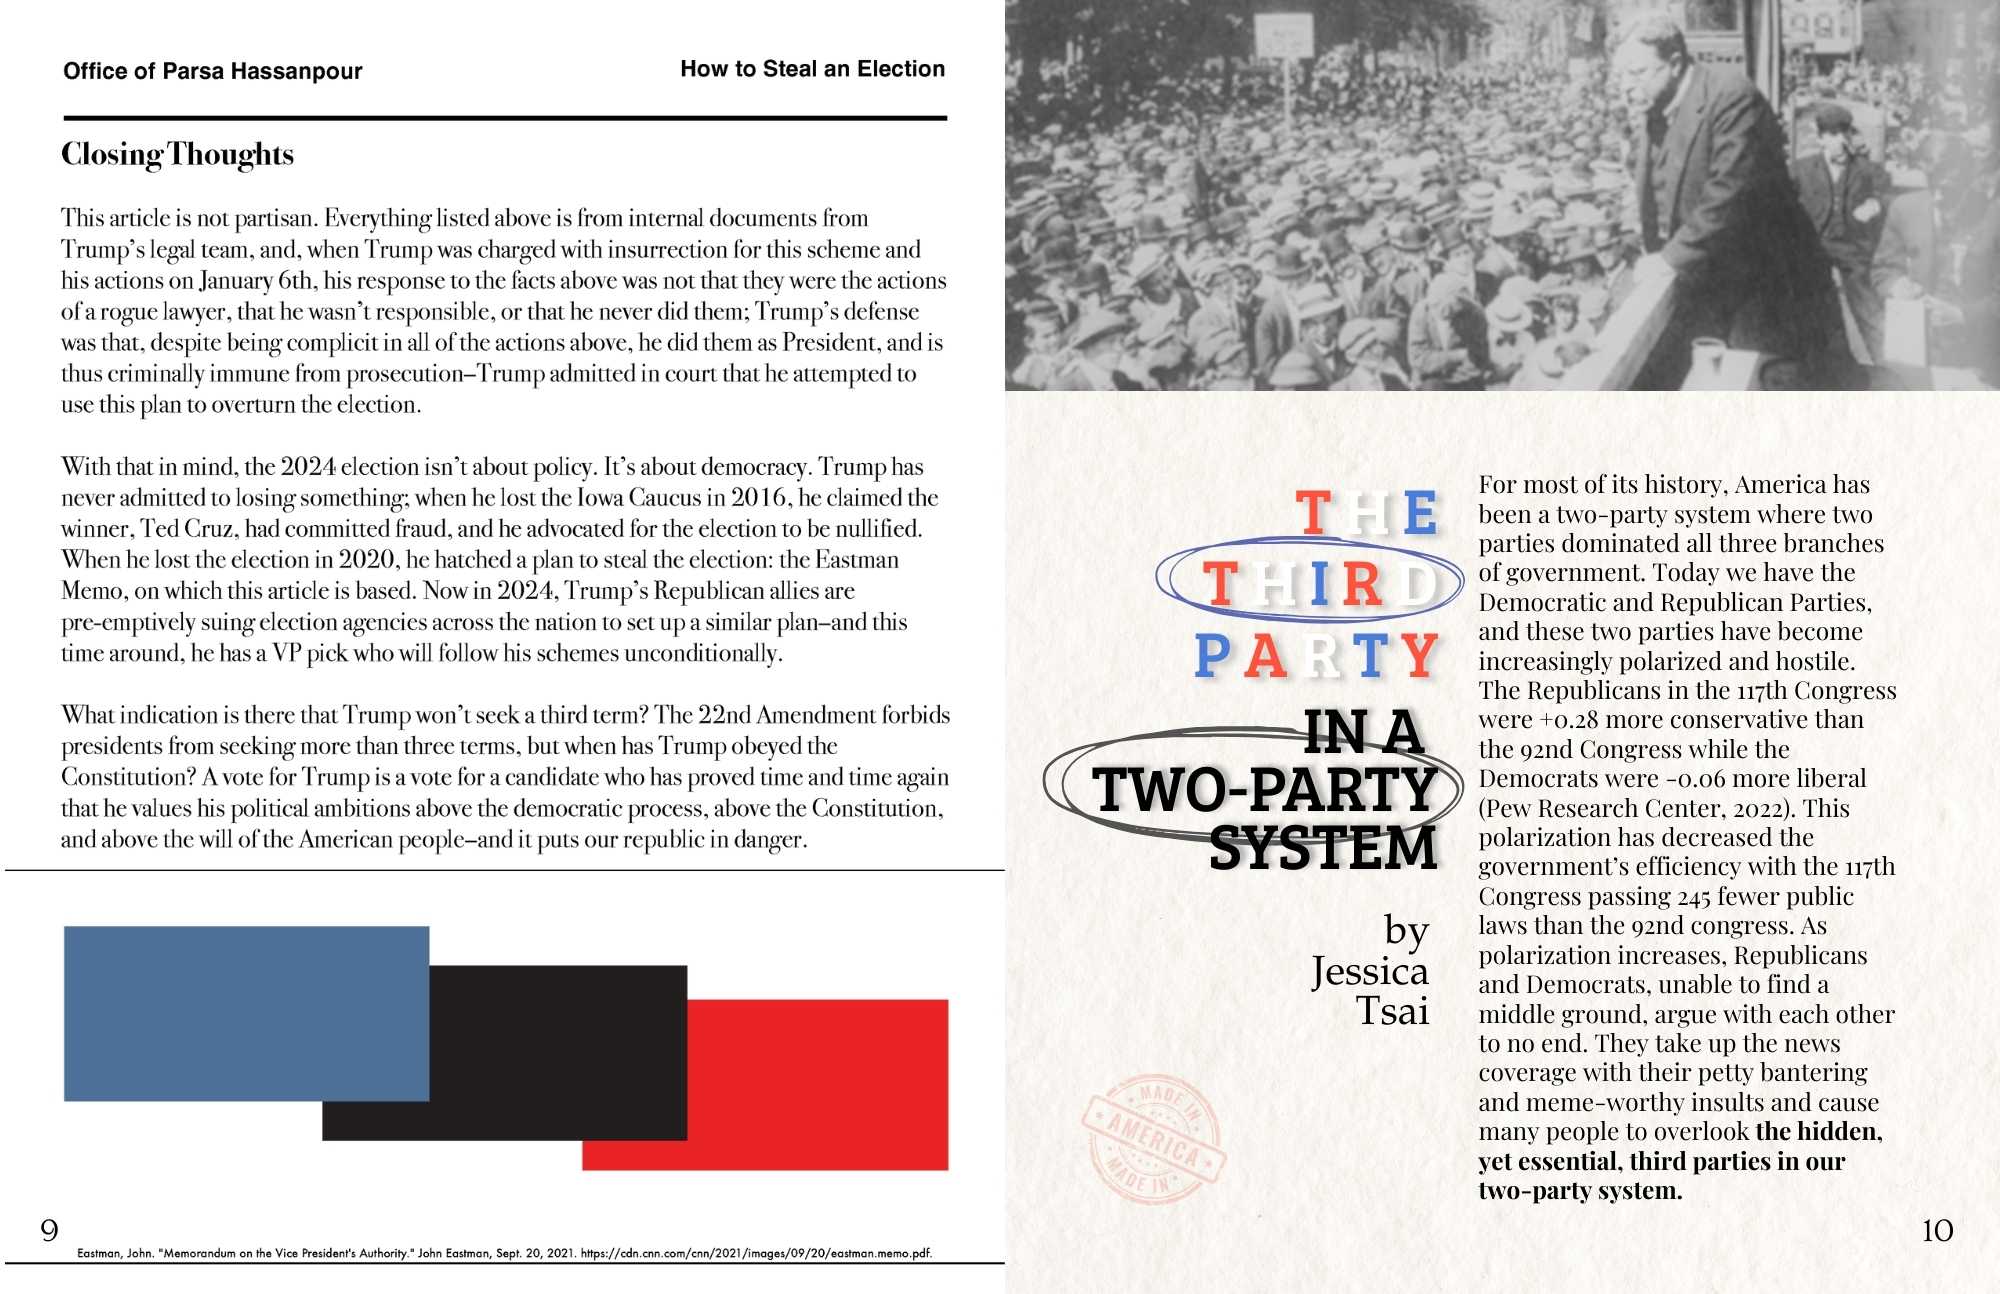 Office of Parsa Hassanpour
How to Steal an Election
Closing Thoughts
This article is not partisan. Everything listed above is from internal documents from
Trump’s legal team, and, when Trump was charged with insurrection for this scheme and
his actions on January 6th, his response to the facts above was not that they were the actions
of a rogue lawyer, that he wasn’t responsible, or that he never did them; Trump’s defense
was that, despite being complicit in all of the actions above, he did them as President, and is
thus criminally immune from prosecution–Trump admitted in court that he attempted to
use this plan to overturn the election.
With that in mind, the 2024 election isn’t about policy. It’s about democracy. Trump has
never admitted to losing something; when he lost the Iowa Caucus in 2016, he claimed the
winner, Ted Cruz, had committed fraud, and he advocated for the election to be nullified.
When he lost the election in 2020, he hatched a plan to steal the election: the Eastman
Memo, on which this article is based. Now in 2024, Trump’s Republican allies are
pre-emptively suing election agencies across the nation to set up a similar plan–and this
time around, he has a VP pick who will follow his schemes unconditionally.
What indication is there that Trump won’t seek a third term? The 22nd Amendment forbids
presidents from seeking more than three terms, but when has Trump obeyed the
Constitution? A vote for Trump is a vote for a candidate who has proved time and time again
that he values his political ambitions above the democratic process, above the Constitution,
and above the will of the American people–and it puts our republic in danger.
9
Eastman, John. "Memorandum on the Vice President's Authority." John Eastman, Sept. 20, 2021. https://cdn.cnn.com/cnn/2021/images/09/20/eastman.memo.pdf.
THE
THIRD
PARTY
IN A
TWO-PARTY
SYSTEM
by
Jessica
Tsai
MADE IN
AMERICA
MADE IN
For most of its history, America has
been a two-party system where two
parties dominated all three branches
of government. Today we have the
Democratic and Republican Parties,
and these two parties have become
increasingly polarized and hostile.
The Republicans in the 117th Congress
were +0.28 more conservative than
the 92nd Congress while the
Democrats were -0.06 more liberal
(Pew Research Center, 2022). This
polarization has decreased the
government’s efficiency with the 117th
Congress passing 245 fewer public
laws than the 92nd congress. As
polarization increases, Republicans
and Democrats, unable to find a
middle ground, argue with each other
to no end. They take up the news
coverage with their petty bantering
and meme-worthy insults and cause
many people to overlook the hidden,
yet essential, third parties in our
two-party system.
10